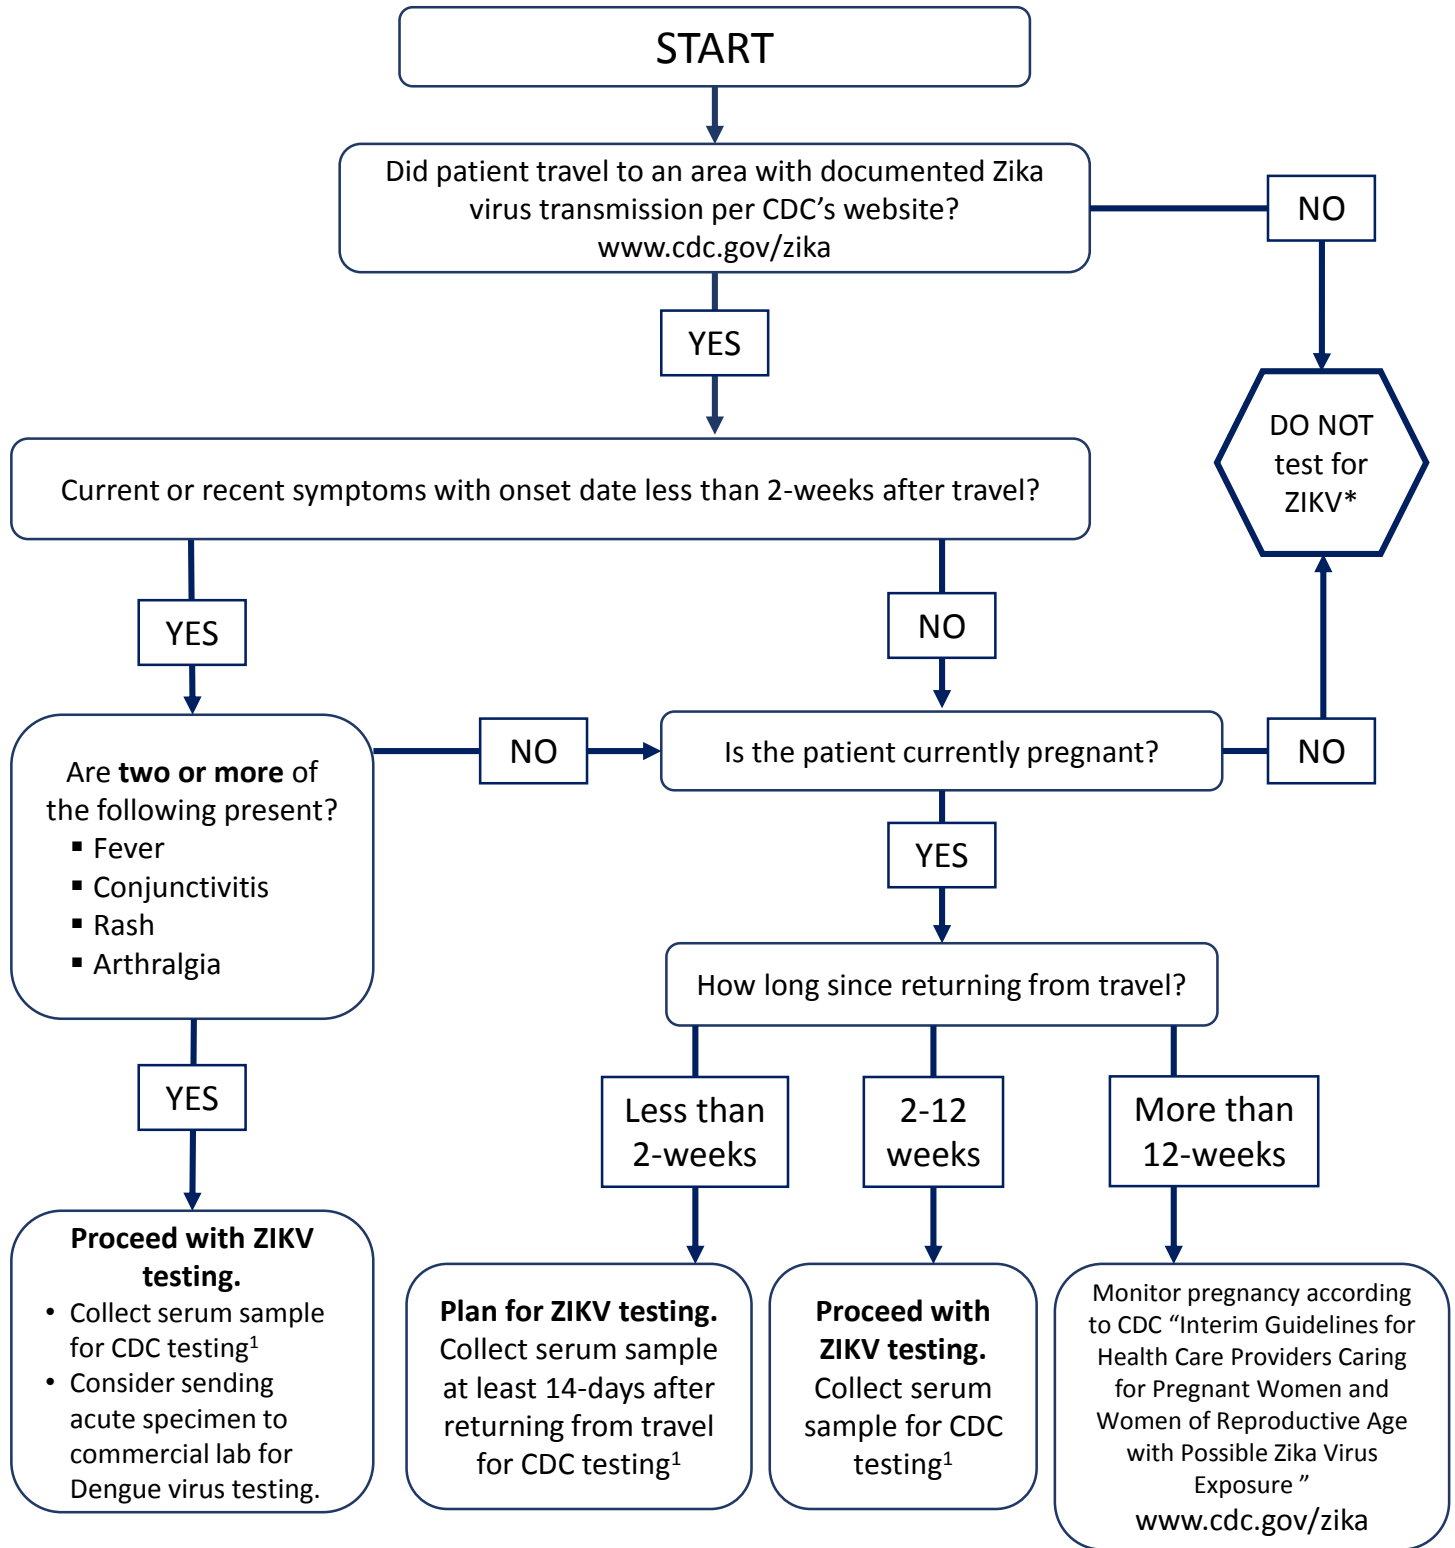 START
Did patient travel to an area with documented Zika
virus transmission per CDC’s website?
www.cdc.gov/zika
NO
YES
DO NOT
test for
ZIKV*
Current or recent symptoms with onset date less than 2-weeks after travel?
YES
NO
Are two or more of
the following present?
▪ Fever
▪ Conjunctivitis
▪ Rash
▪ Arthralgia
NO
Is the patient currently pregnant?
NO
YES
How long since returning from travel?
YES
Less than
2-weeks
2-12
weeks
More than
12-weeks
Proceed with ZIKV
testing.
• Collect serum sample
for CDC testing1
• Consider sending
acute specimen to
commercial lab for
Dengue virus testing.
Plan for ZIKV testing.
Collect serum sample
at least 14-days after
returning from travel
for CDC testing1
Proceed with
ZIKV testing.
Collect serum
sample for CDC
testing1
Monitor pregnancy according
to CDC “Interim Guidelines for
Health Care Providers Caring
for Pregnant Women and
Women of Reproductive Age
with Possible Zika Virus
Exposure ”
www.cdc.gov/zika